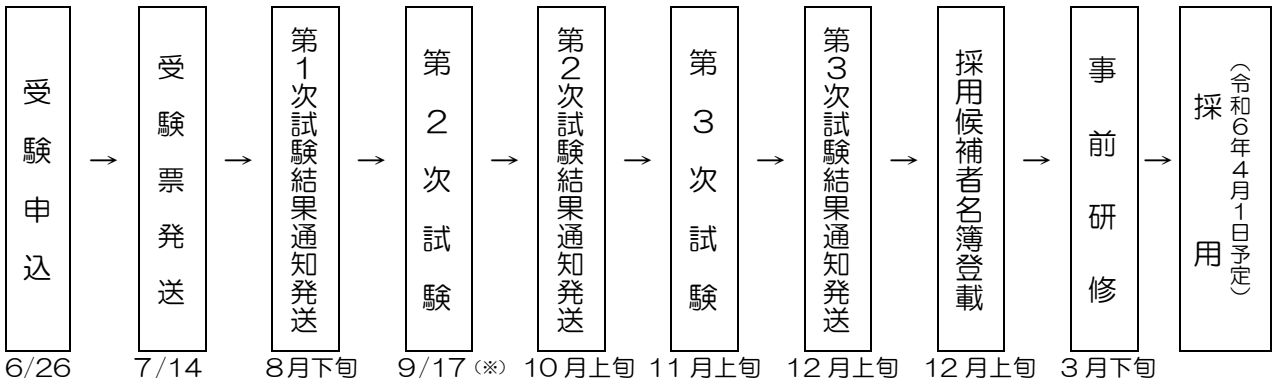 受験申込
→
受験票発送
→
第1次試験結果通知発送
→
第2次試験
→
第2次試験結果通知発送
→
第3次試験
→
第3次試験結果通知発送
→
採用候補者名簿登載
→
事前研修
→
採用
（令和6年4月1日予定）
6/26
7/14
8月下旬
9/17（※）
10月上旬
11月上旬
12月上旬
12月上旬
3月下旬